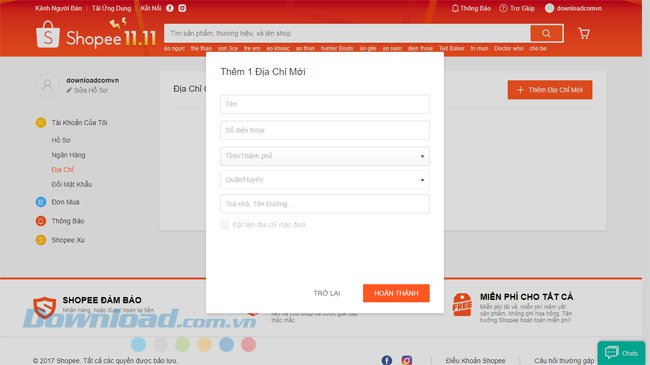 Kênh Người Bán
Tải Ứng Dụng
Kết Nối
Thông Báo
Trợ Giúp
downloadcomvn
Shopee 11.11
Tìm sản phẩm, thương hiệu, và tên shop
áo ngực the thao son 3ce tre em ao khoac ao thun hunter Boots áo gile ao nam dien thoai Ted Baker trị mụn Doctor who cho be
downloadcomvn
Sửa Hồ Sơ
Tài Khoản Của Tôi
Hồ Sơ
Ngân Hàng
Địa Chỉ
Đổi Mật Khẩu
Đơn Mua
Thông Báo
Shopee Xu
Địa Chỉ
+ Thêm Địa Chỉ Mới
Thêm 1 Địa Chỉ Mới
Tên
Số điện thoại
Tỉnh/Thành phố
Quận/Huyện
Toà nhà, Tên Đường...
Đặt làm địa chỉ mặc định
TRỞ LẠI
HOÀN THÀNH
SHOPEE ĐẢM BẢO
Nhận hàng, hoặc được hoàn lại tiền
thắc mắc.
FREE
MIỄN PHÍ CHO TẤT CẢ
Miễn phí tải về, miễn phí niêm yết
sản phẩm, không phí hoa hồng. Tận
hưởng Shopee hoàn toàn miễn phí!
Download.com.vn
Chats
© 2017 Shopee. Tất cả các quyền được bảo lưu.
Điều Khoản Shopee
Câu hỏi thường gặp